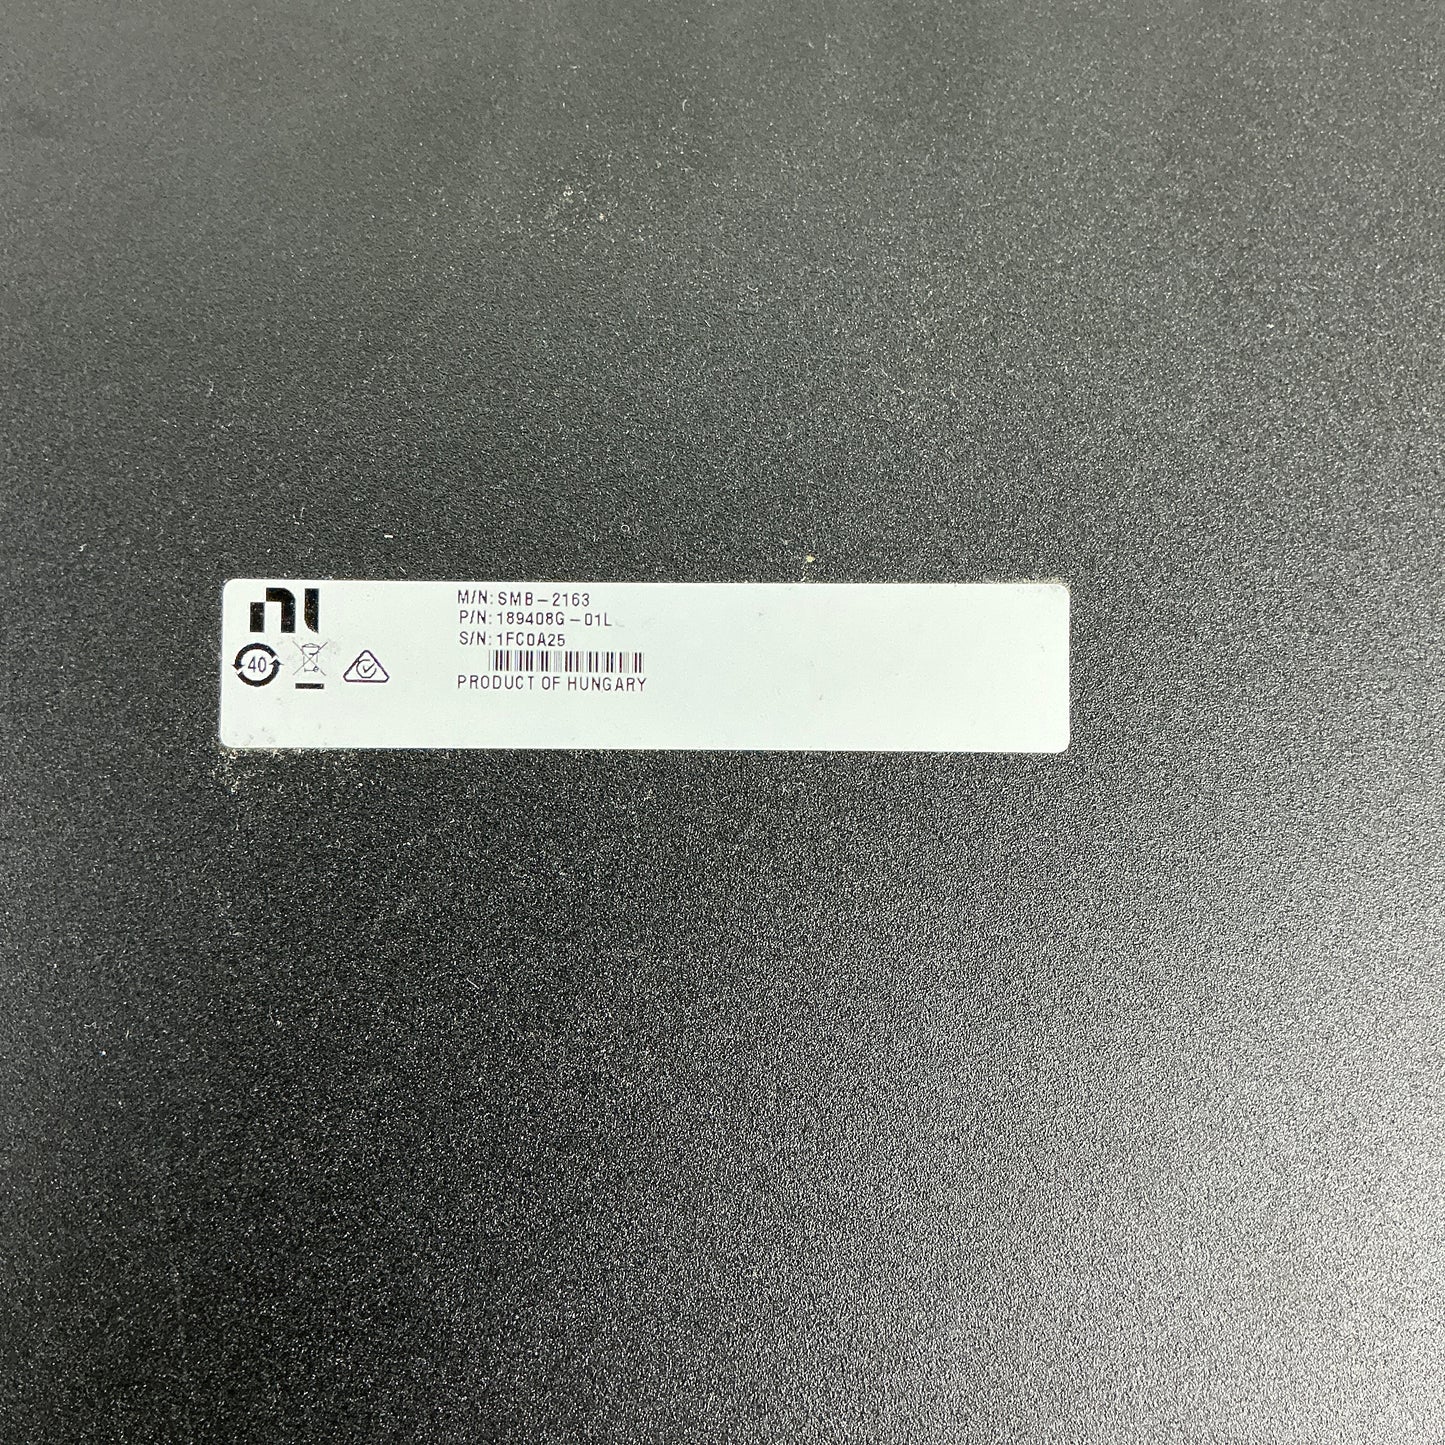 ni
M/N: SMB-2163
P/N: 189408G-01L
S/N: 1FC0A25
40
PRODUCT OF HUNGARY